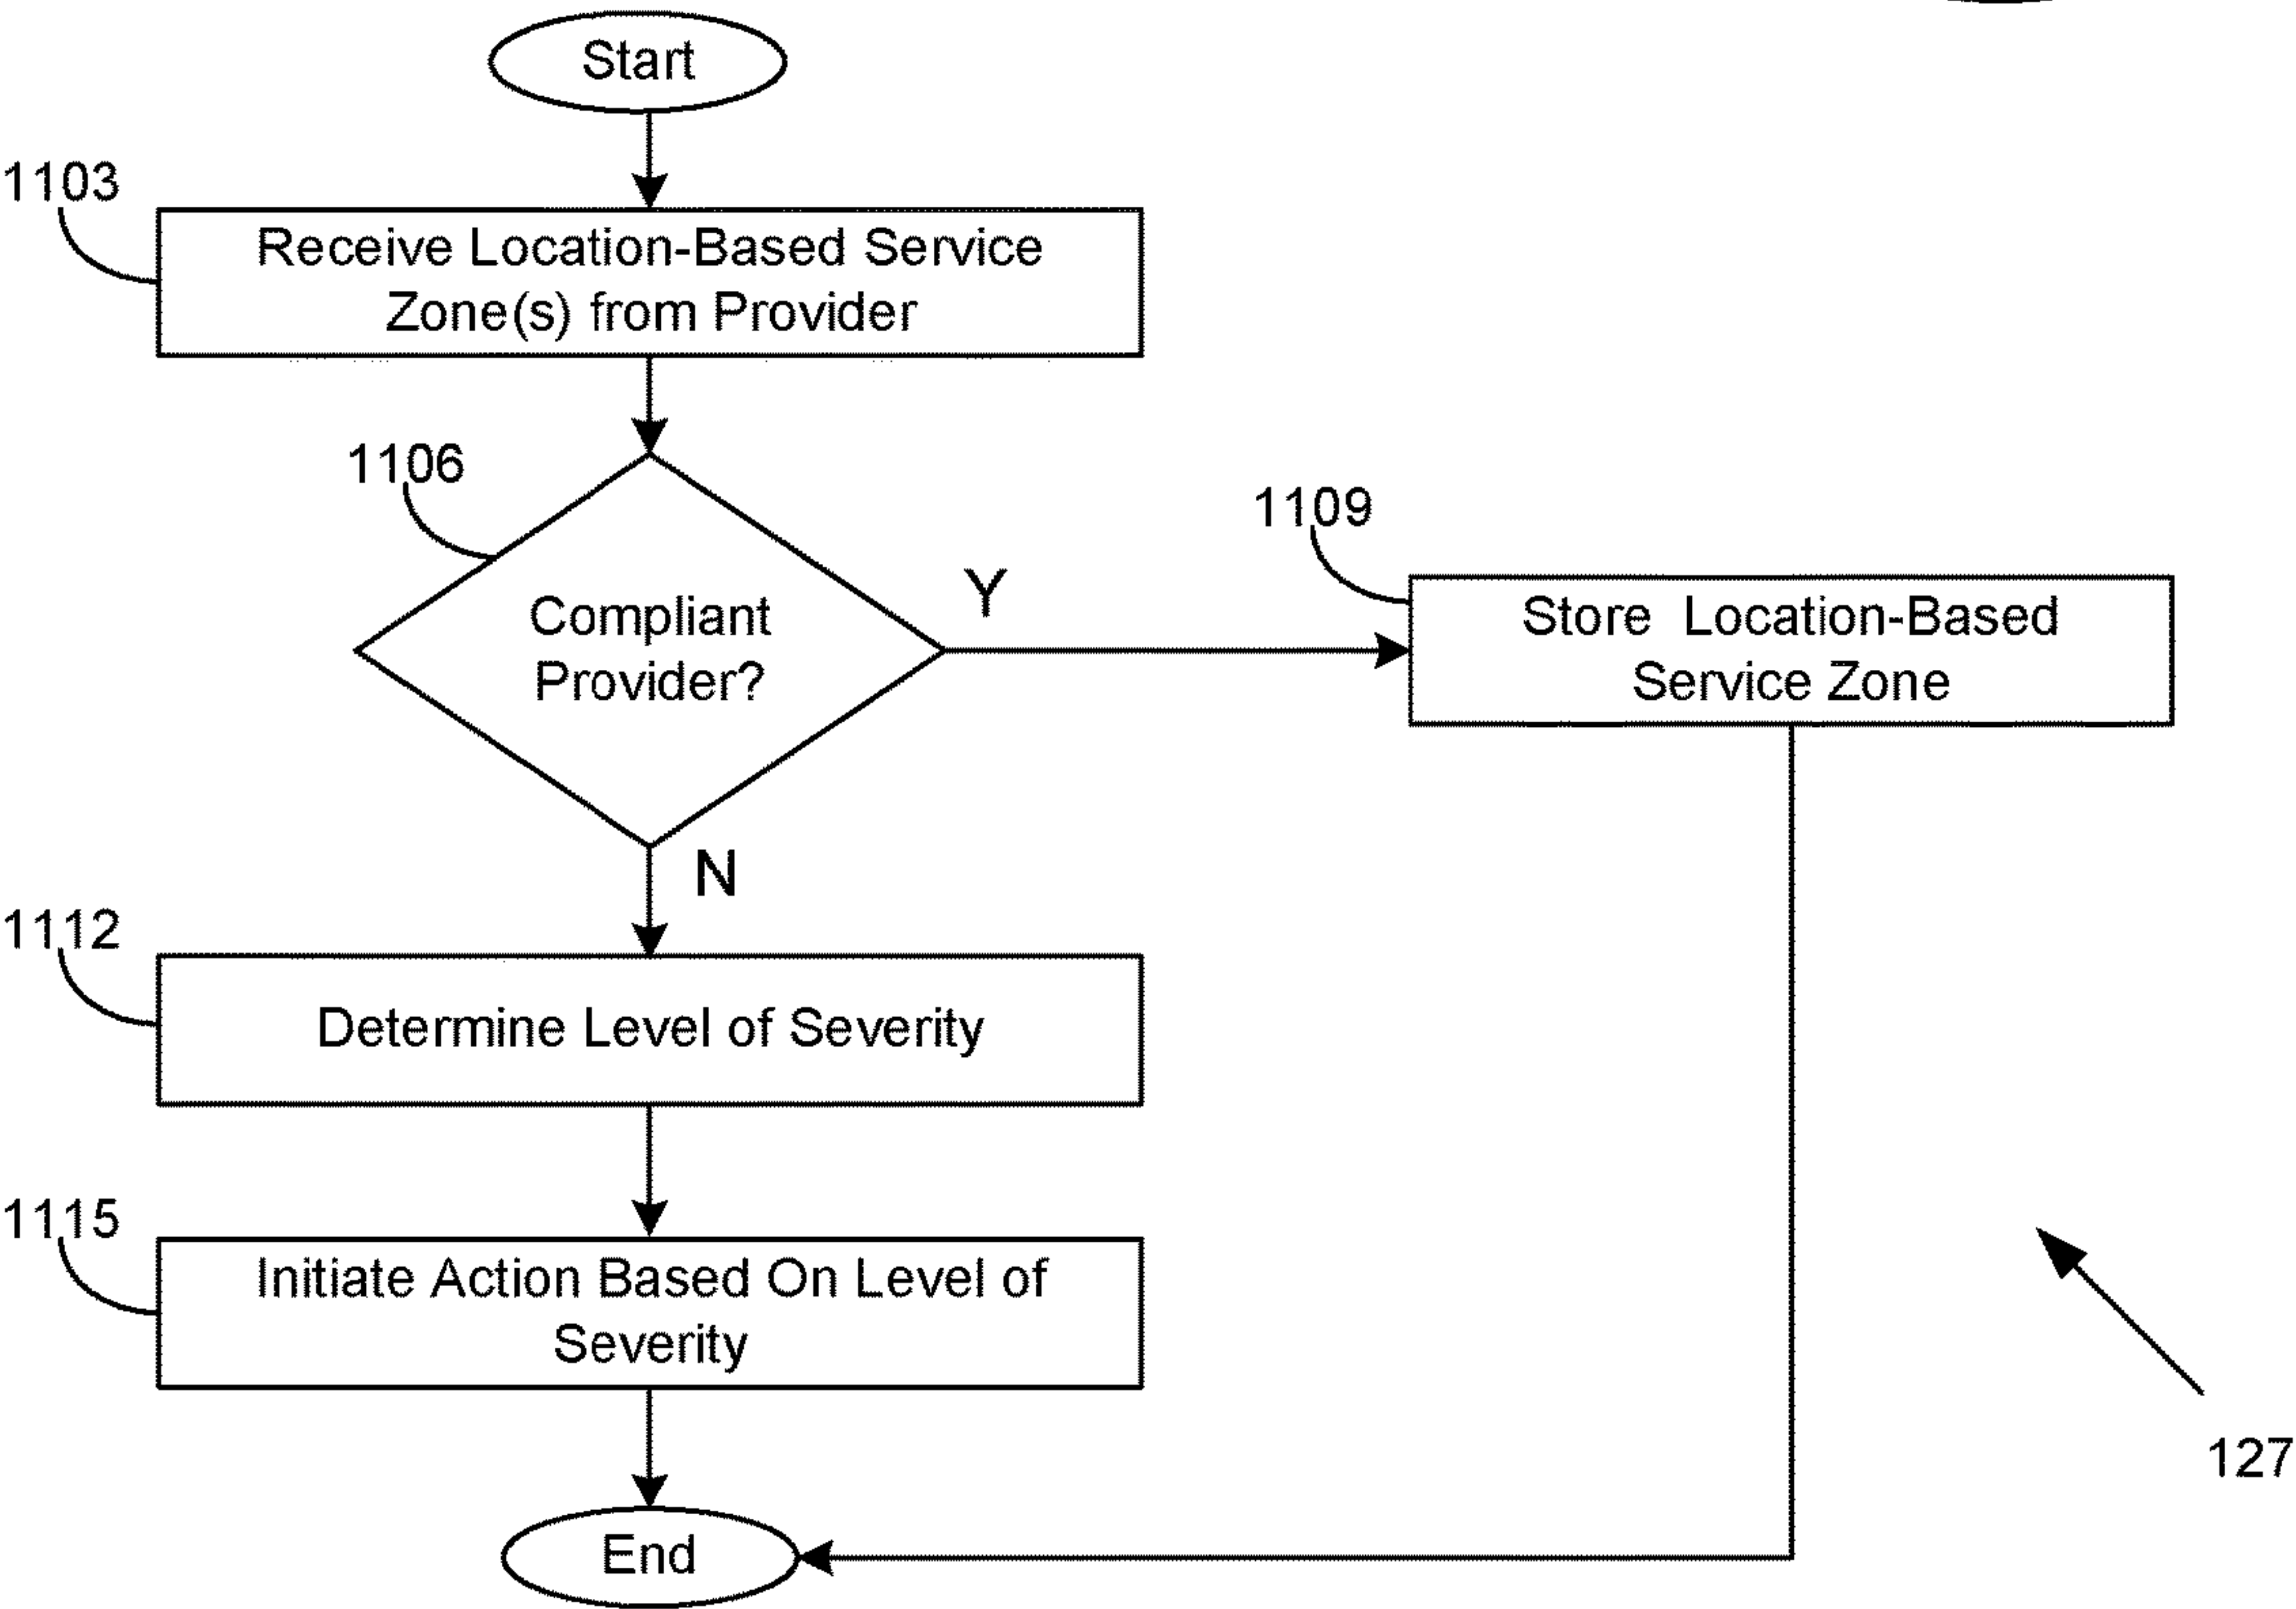 Start
1103
Receive Location-Based Service
Zone(s) from Provider
1106
Compliant
Provider?
Y
1109
Store Location-Based
Service Zone
N
1112
Determine Level of Severity
1115
Initiate Action Based On Level of
Severity
End
127